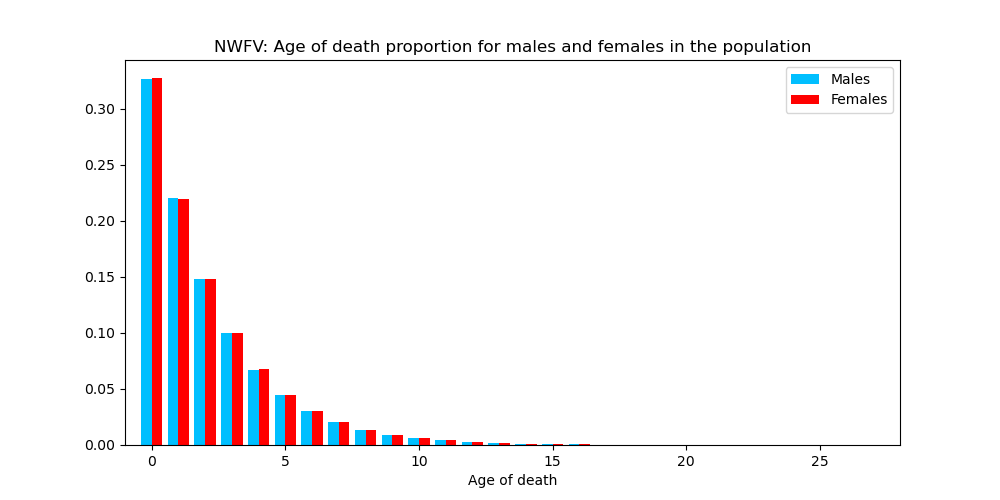 NWFV: Age of death proportion for males and females in the population
Males
Females
0.30
0.25
0.20
0.15
0.10
0.05
0.00
0 5 10 15 20 25
Age of death